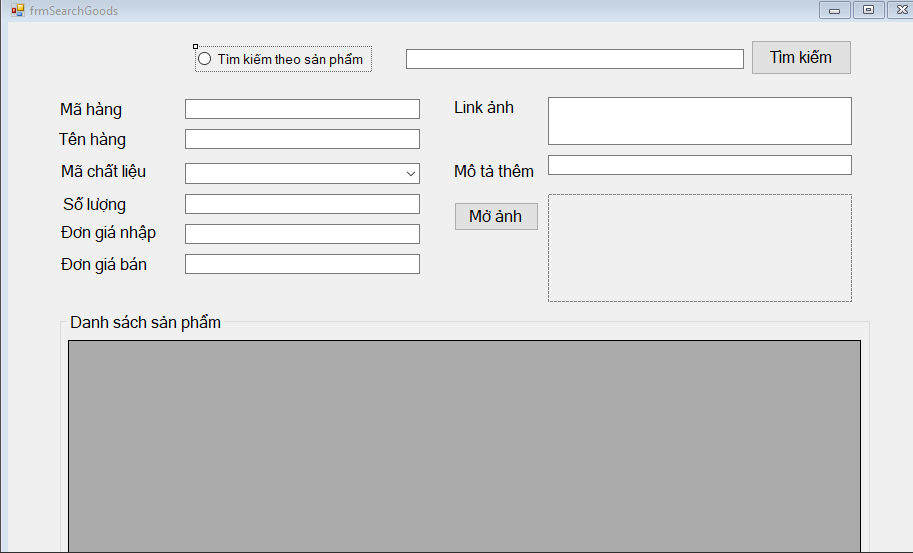 frmSearchGoods
Tìm kiếm theo sản phẩm
Tìm kiếm
Mã hàng
Link ảnh
Tên hàng
Mã chất liệu
Mô tả thêm
Số lượng
Mở ảnh
Đơn giá nhập
Đơn giá bán
Danh sách sản phẩm